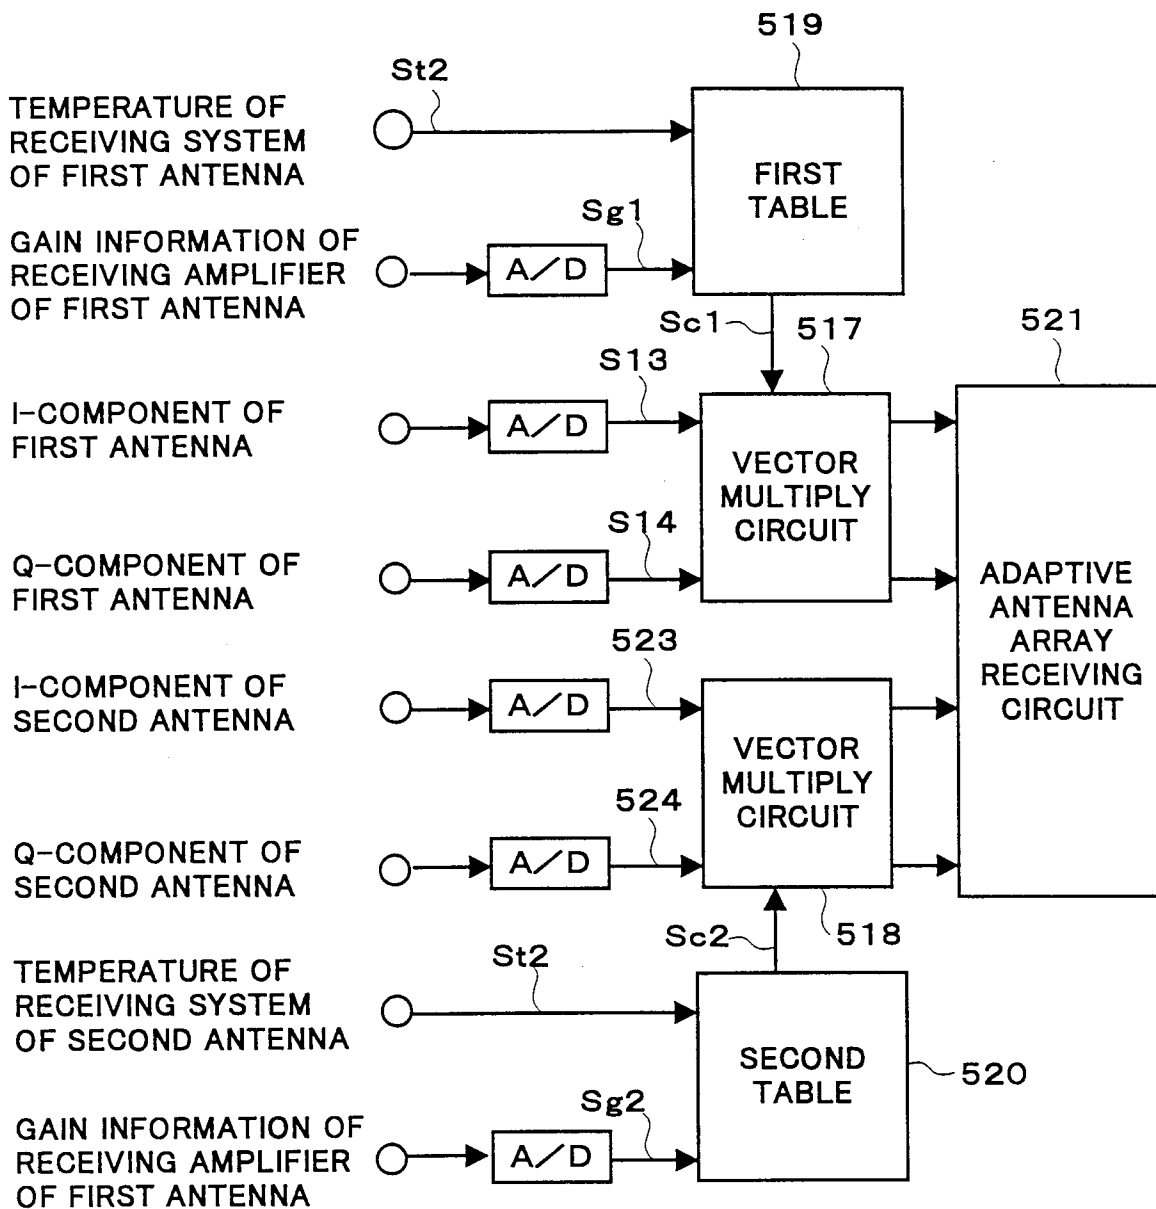 519
St2
TEMPERATURE OF
RECEIVING SYSTEM
OF FIRST ANTENNA
FIRST
TABLE
Sg1
GAIN INFORMATION OF
RECEIVING AMPLIFIER
OF FIRST ANTENNA
A/D
Sc1
517
521
S13
I-COMPONENT OF
FIRST ANTENNA
A/D
VECTOR
MULTIPLY
CIRCUIT
S14
Q-COMPONENT OF
FIRST ANTENNA
A/D
ADAPTIVE
ANTENNA
ARRAY
RECEIVING
CIRCUIT
523
I-COMPONENT OF
SECOND ANTENNA
A/D
VECTOR
MULTIPLY
CIRCUIT
524
Q-COMPONENT OF
SECOND ANTENNA
A/D
Sc2
518
St2
TEMPERATURE OF
RECEIVING SYSTEM
OF SECOND ANTENNA
SECOND
TABLE
520
Sg2
GAIN INFORMATION OF
RECEIVING AMPLIFIER
OF FIRST ANTENNA
A/D